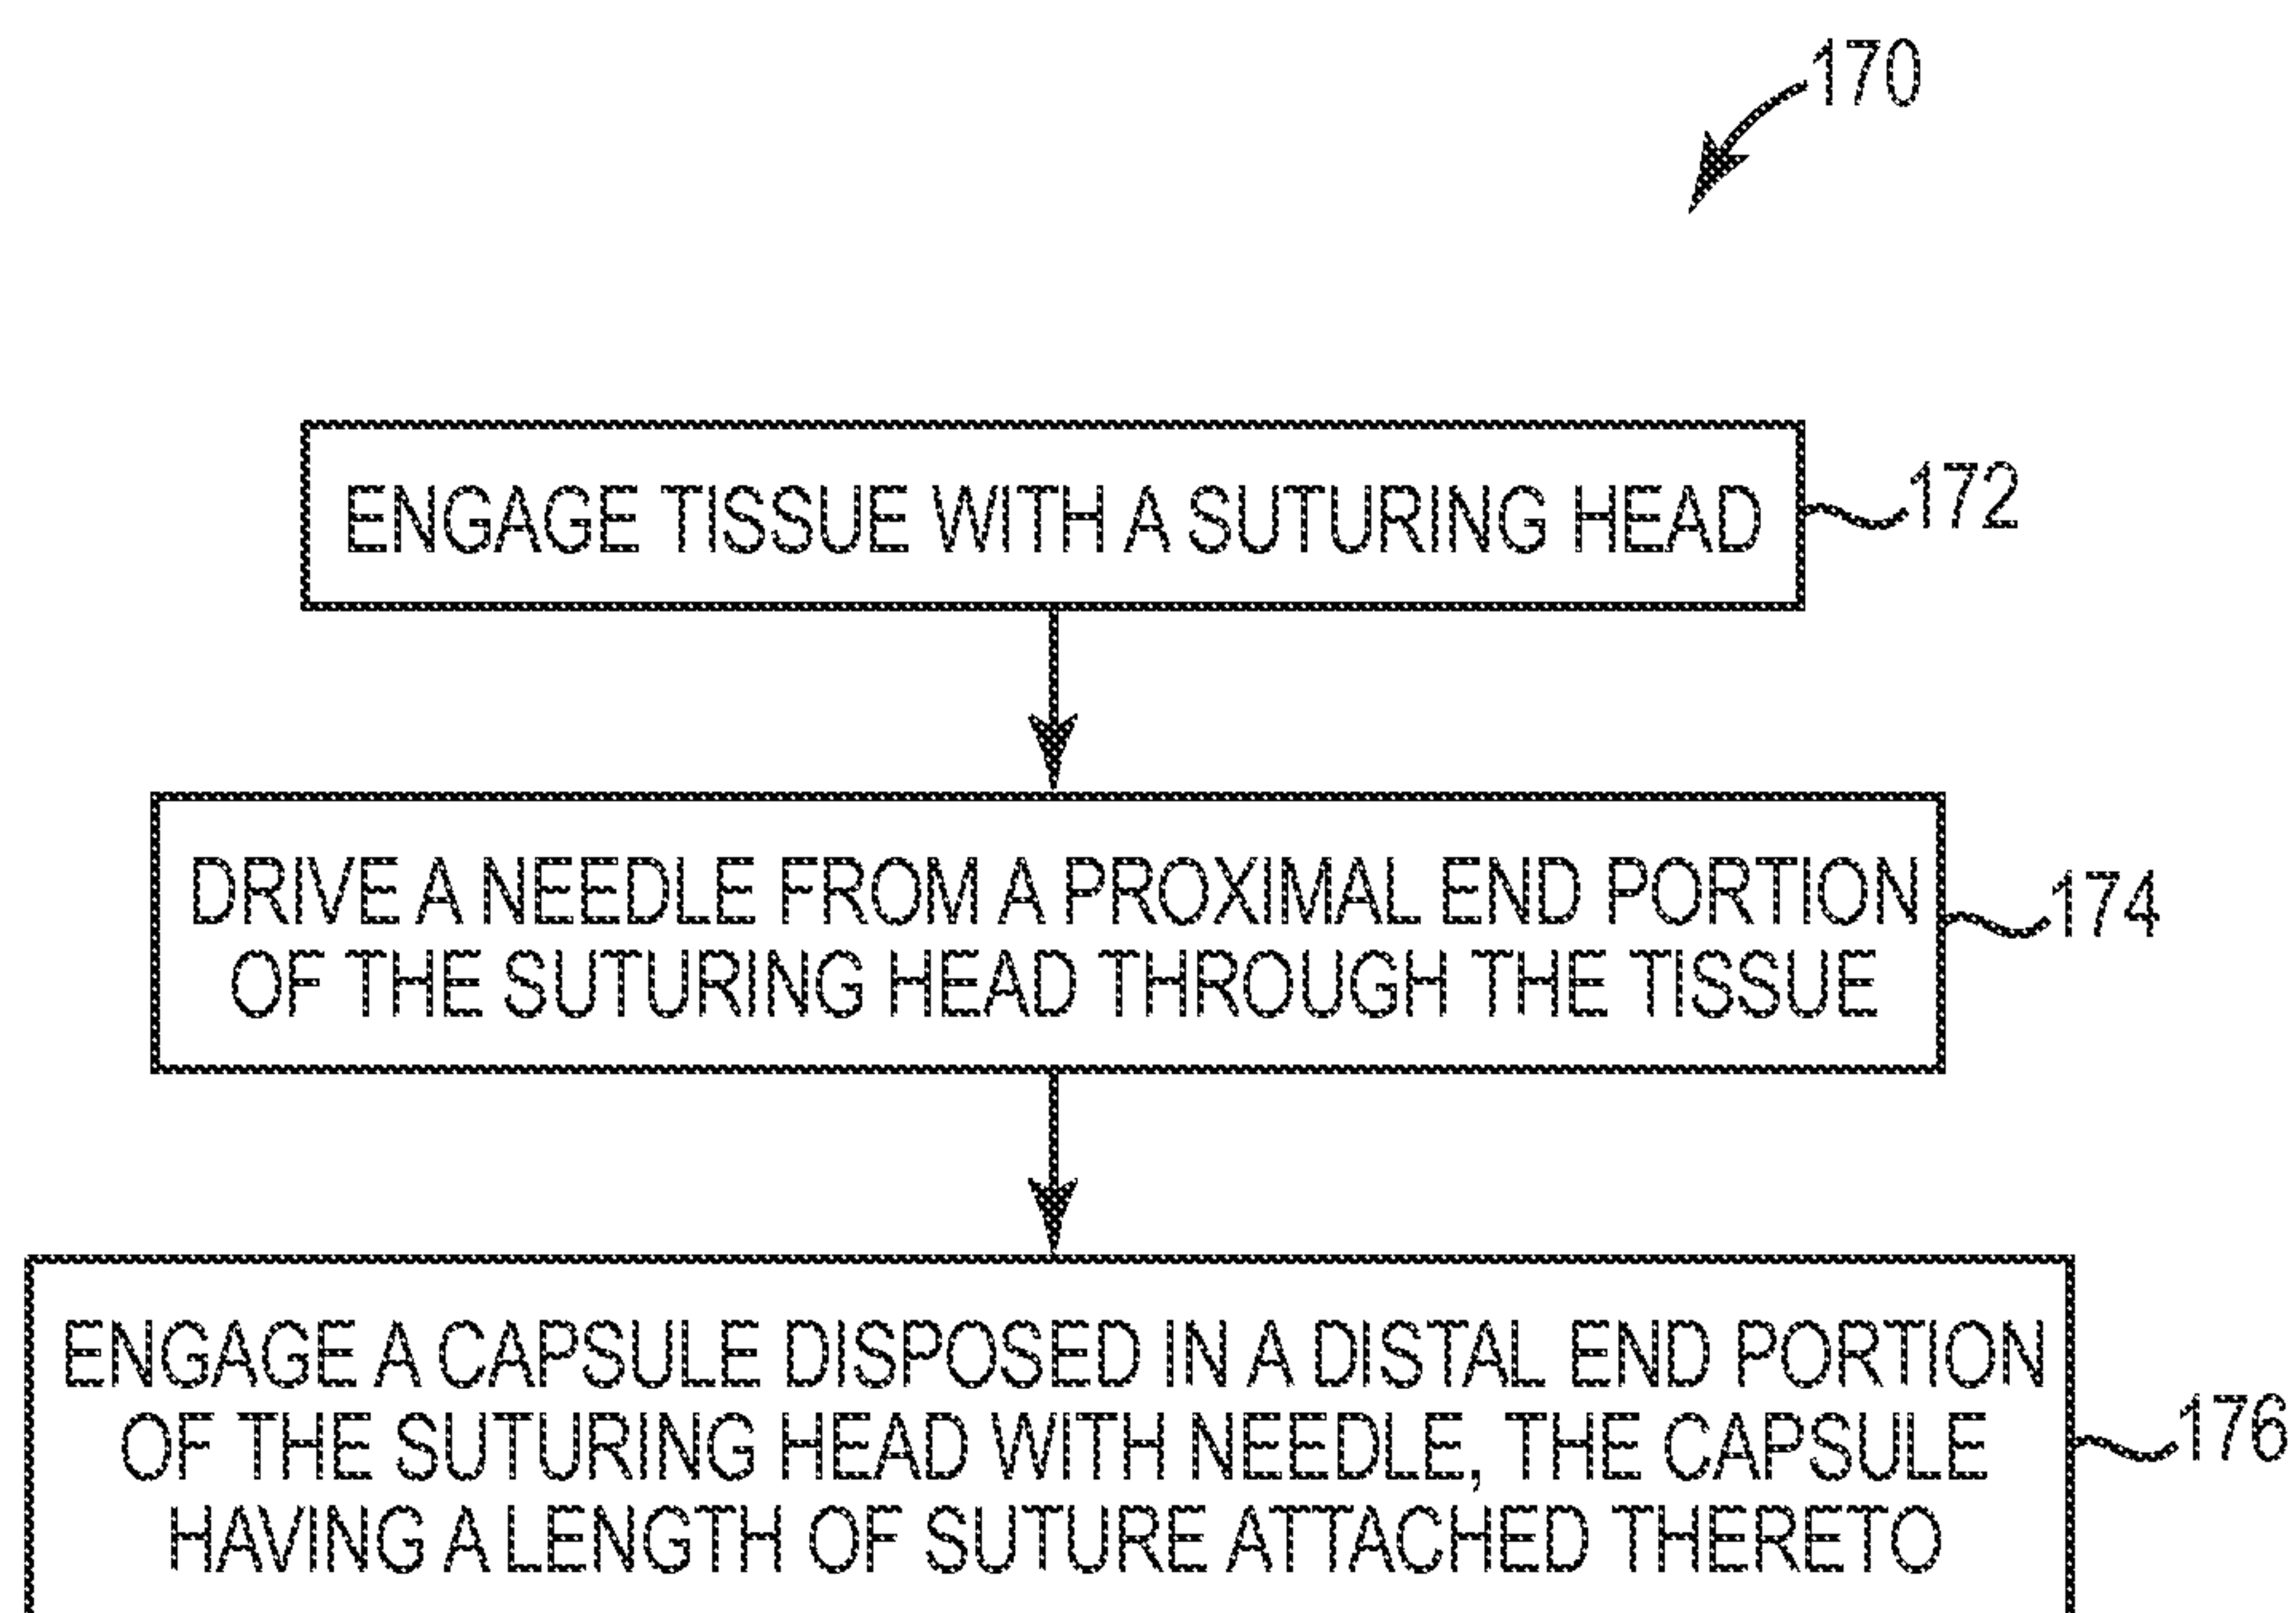 170
ENGAGE TISSUE WITH A SUTURING HEAD
172
DRIVE A NEEDLE FROM A PROXIMAL END PORTION
OF THE SUTURING HEAD THROUGH THE TISSUE
174
ENGAGE A CAPSULE DISPOSED IN A DISTAL END PORTION
OF THE SUTURING HEAD WITH NEEDLE, THE CAPSULE
HAVING A LENGTH OF SUTURE ATTACHED THERETO
176